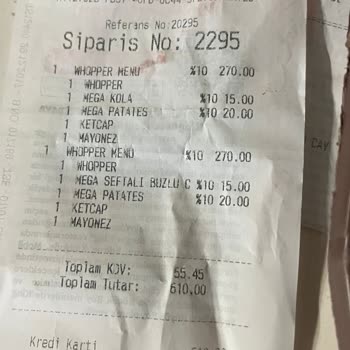 Referans No: 20295
Siparis No: 2295
1 WHOPPER MENU %10 270.00
1 WHOPPER
1 MEGA KOLA %10 15.00
1 MEGA PATATES %10 20.00
1 KETCAP
1 MAYONEZ
1 WHOPPER MENU %10 270.00
1 WHOPPER
1 MEGA SEFTALI BUZLU C %10 15.00
1 MEGA PATATES %10 20.00
1 KETCAP
1 MAYONEZ
Toplam KDV: 55.45
Toplam Tutar: 610.00
Kredi Karti
CAY